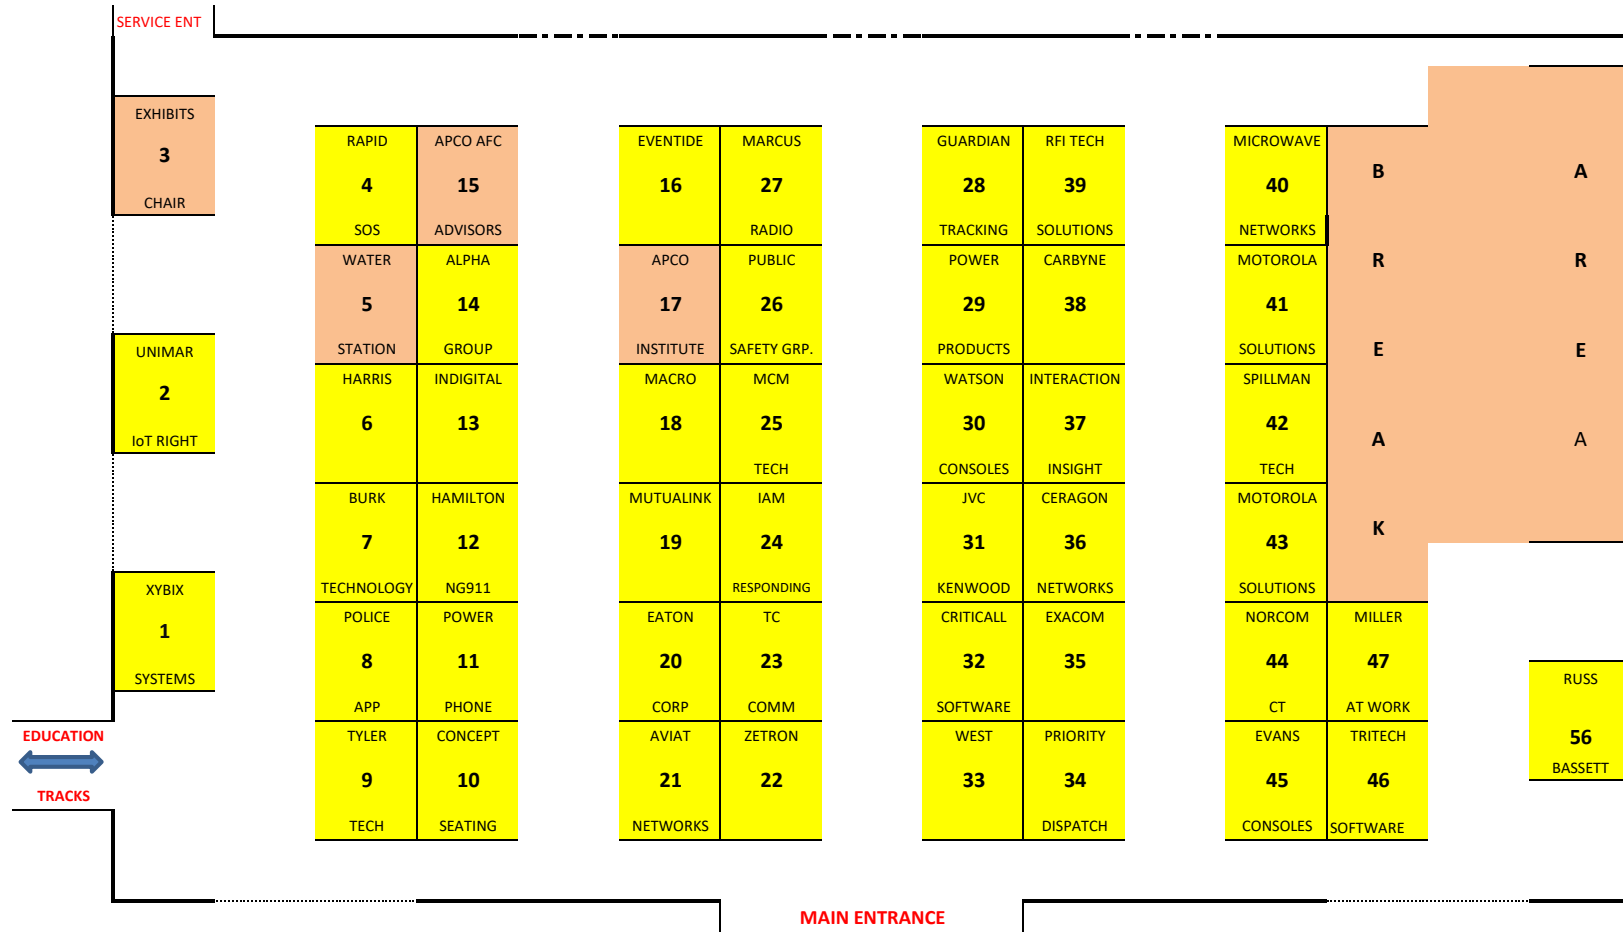 SERVICE ENT
EXHIBITS
3
CHAIR
UNIMAR
2
IoT RIGHT
XYBIX
1
SYSTEMS
EDUCATION
TRACKS
RAPID
4
SOS
WATER
5
STATION
HARRIS
6
BURK
7
TECHNOLOGY
POLICE
8
APP
TYLER
9
TECH
APCO AFC
15
ADVISORS
ALPHA
14
GROUP
INDIGITAL
13
HAMILTON
12
NG911
POWER
11
PHONE
CONCEPT
10
SEATING
EVENTIDE
16
APCO
17
INSTITUTE
MACRO
18
MUTUALINK
19
EATON
20
CORP
AVIAT
21
NETWORKS
MARCUS
27
RADIO
PUBLIC
26
SAFETY GRP.
MCM
25
TECH
IAM
24
RESPONDING
TC
23
COMM
ZETRON
22
GUARDIAN
28
TRACKING
POWER
29
PRODUCTS
WATSON
30
CONSOLES
JVC
31
KENWOOD
CRITICALL
32
SOFTWARE
WEST
33
RFI TECH
39
SOLUTIONS
CARBYNE
38
INTERACTION
37
INSIGHT
CERAGON
36
NETWORKS
EXACOM
35
PRIORITY
34
DISPATCH
MICROWAVE
40
NETWORKS
MOTOROLA
41
SOLUTIONS
SPILLMAN
42
TECH
MOTOROLA
43
SOLUTIONS
NORCOM
44
CT
EVANS
45
CONSOLES
B
R
E
A
K
MILLER
47
AT WORK
TRITECH
46
SOFTWARE
A
R
E
A
RUSS
56
BASSETT
MAIN ENTRANCE